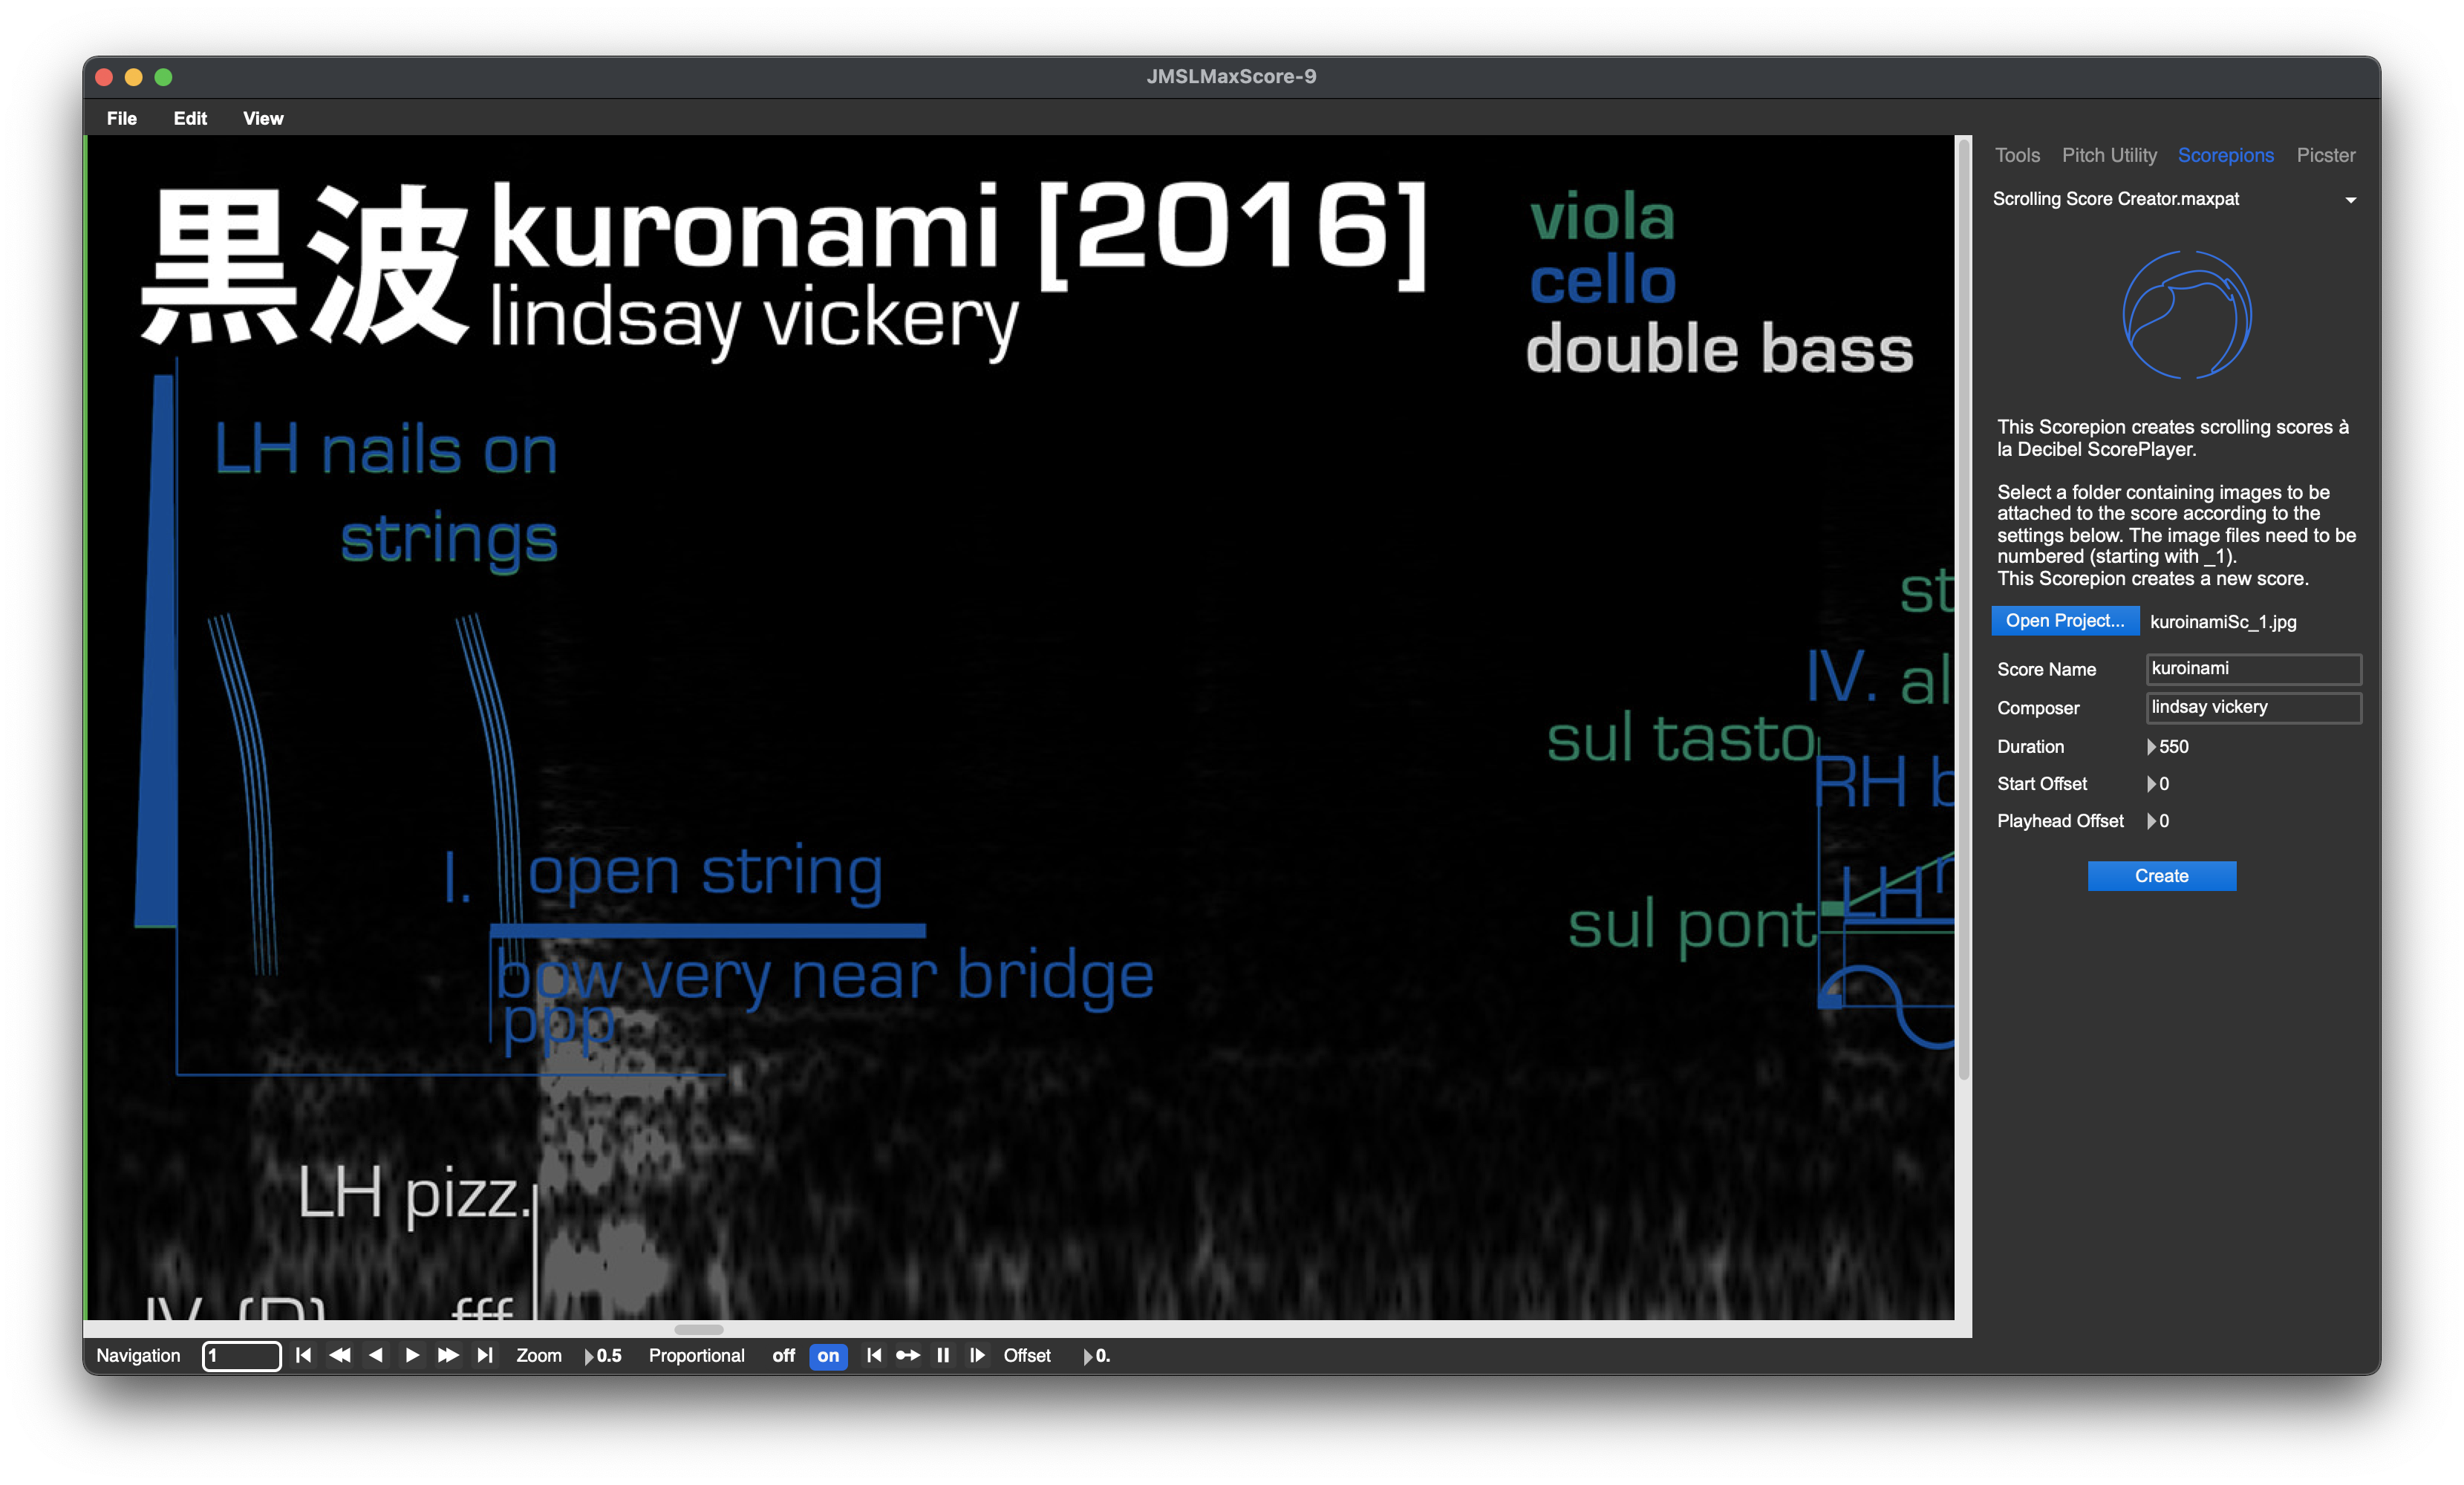 JMSLMaxScore-9
File Edit View
黒波 kuronami [2016]
lindsay vickery
viola
cello
double bass
LH nails on
strings
st
IV. al
sul tasto
RH b
I. open string
LH
sul pont
bow very near bridge
ppp
LH pizz.
fff
Tools Pitch Utility Scorepions Picster
Scrolling Score Creator.maxpat
This Scorepion creates scrolling scores à
la Decibel ScorePlayer.
Select a folder containing images to be
attached to the score according to the
settings below. The image files need to be
numbered (starting with _1).
This Scorepion creates a new score.
Open Project... kuroinamiSc_1.jpg
Score Name kuroinami
Composer lindsay vickery
Duration 550
Start Offset 0
Playhead Offset 0
Create
Navigation 1 Zoom 0.5 Proportional off on Offset 0.